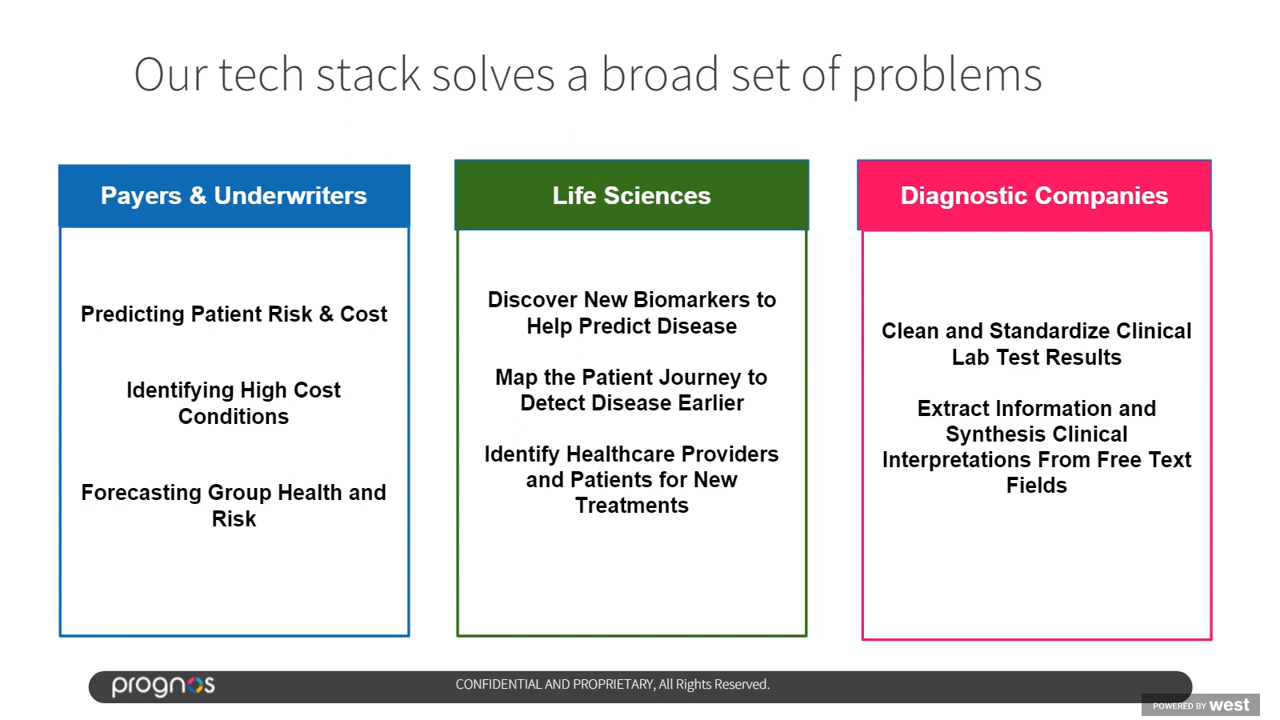 Our tech stack solves a broad set of problems
Payers & Underwriters
Predicting Patient Risk & Cost
Identifying High Cost
Conditions
Forecasting Group Health and
Risk
Life Sciences
Discover New Biomarkers to
Help Predict Disease
Map the Patient Journey to
Detect Disease Earlier
Identify Healthcare Providers
and Patients for New
Treatments
Diagnostic Companies
Clean and Standardize Clinical
Lab Test Results
Extract Information and
Synthesis Clinical
Interpretations From Free Text
Fields
prognos
CONFIDENTIAL AND PROPRIETARY, All Rights Reserved.
POWERED BY west